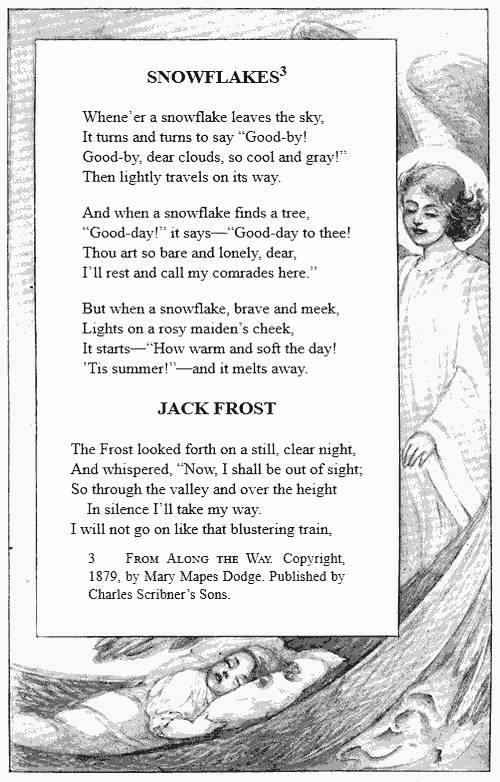 SNOWFLAKES3
Whene'er a snowflake leaves the sky,
It turns and turns to say “Good-by!
Good-by, dear clouds, so cool and gray!”
Then lightly travels on its way.
And when a snowflake finds a tree,
“Good-day!” it says—“Good-day to thee!
Thou art so bare and lonely, dear,
I'll rest and call my comrades here.”
But when a snowflake, brave and meek,
Lights on a rosy maiden's cheek,
It starts—“How warm and soft the day!
'Tis summer!”—and it melts away.
JACK FROST
The Frost looked forth on a still, clear night,
And whispered, “Now, I shall be out of sight;
So through the valley and over the height
In silence I'll take my way.
I will not go on like that blustering train,
3 FROM ALONG THE WAY. Copyright,
1879, by Mary Mapes Dodge. Published by
Charles Scribner's Sons.